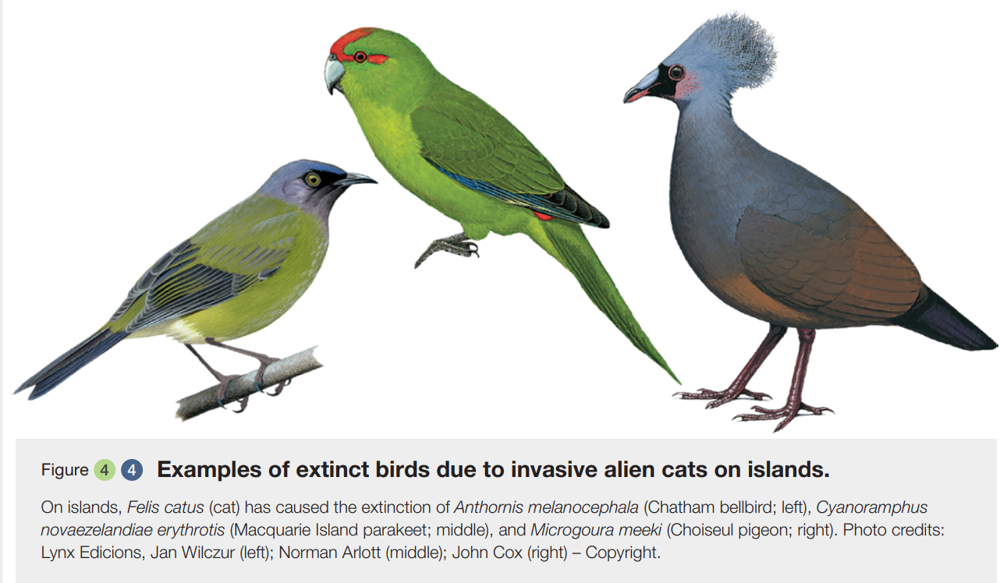 Figure 4 4 Examples of extinct birds due to invasive alien cats on islands.
On islands, Felis catus (cat) has caused the extinction of Anthornis melanocephala (Chatham bellbird; left), Cyanoramphus
novaezelandiae erythrotis (Macquarie Island parakeet; middle), and Microgoura meeki (Choiseul pigeon; right). Photo credits:
Lynx Edicions, Jan Wilczur (left); Norman Arlott (middle); John Cox (right) – Copyright.